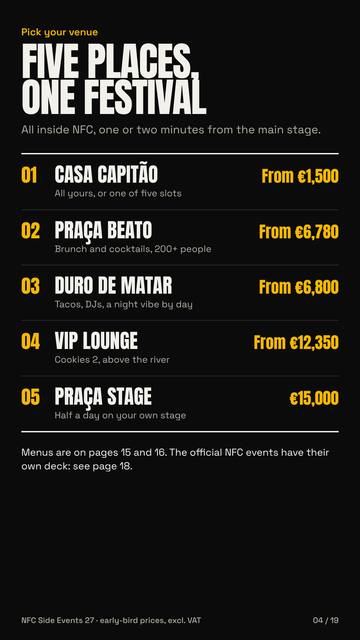 Pick your venue
FIVE PLACES,
ONE FESTIVAL
All inside NFC, one or two minutes from the main stage.
01 CASA CAPITÃO From €1,500
All yours, or one of five slots
02 PRAÇA BEATO From €6,780
Brunch and cocktails, 200+ people
03 DURO DE MATAR From €6,800
Tacos, DJs, a night vibe by day
04 VIP LOUNGE From €12,350
Cookies 2, above the river
05 PRAÇA STAGE €15,000
Half a day on your own stage
Menus are on pages 15 and 16. The official NFC events have their
own deck: see page 18.
NFC Side Events 27 · early-bird prices, excl. VAT 04 / 19